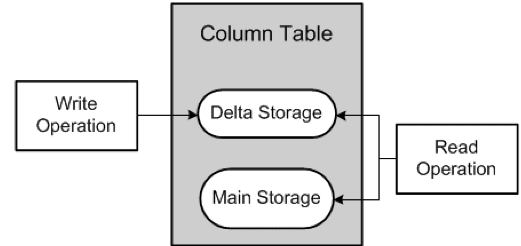 Column Table
Write
Operation
Delta Storage
Read
Operation
Main Storage